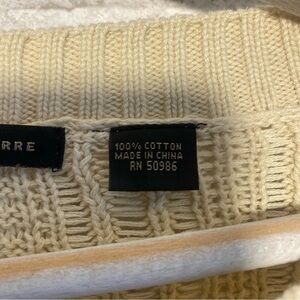 RRE
100% COTTON
MADE IN CHINA
RN 50986